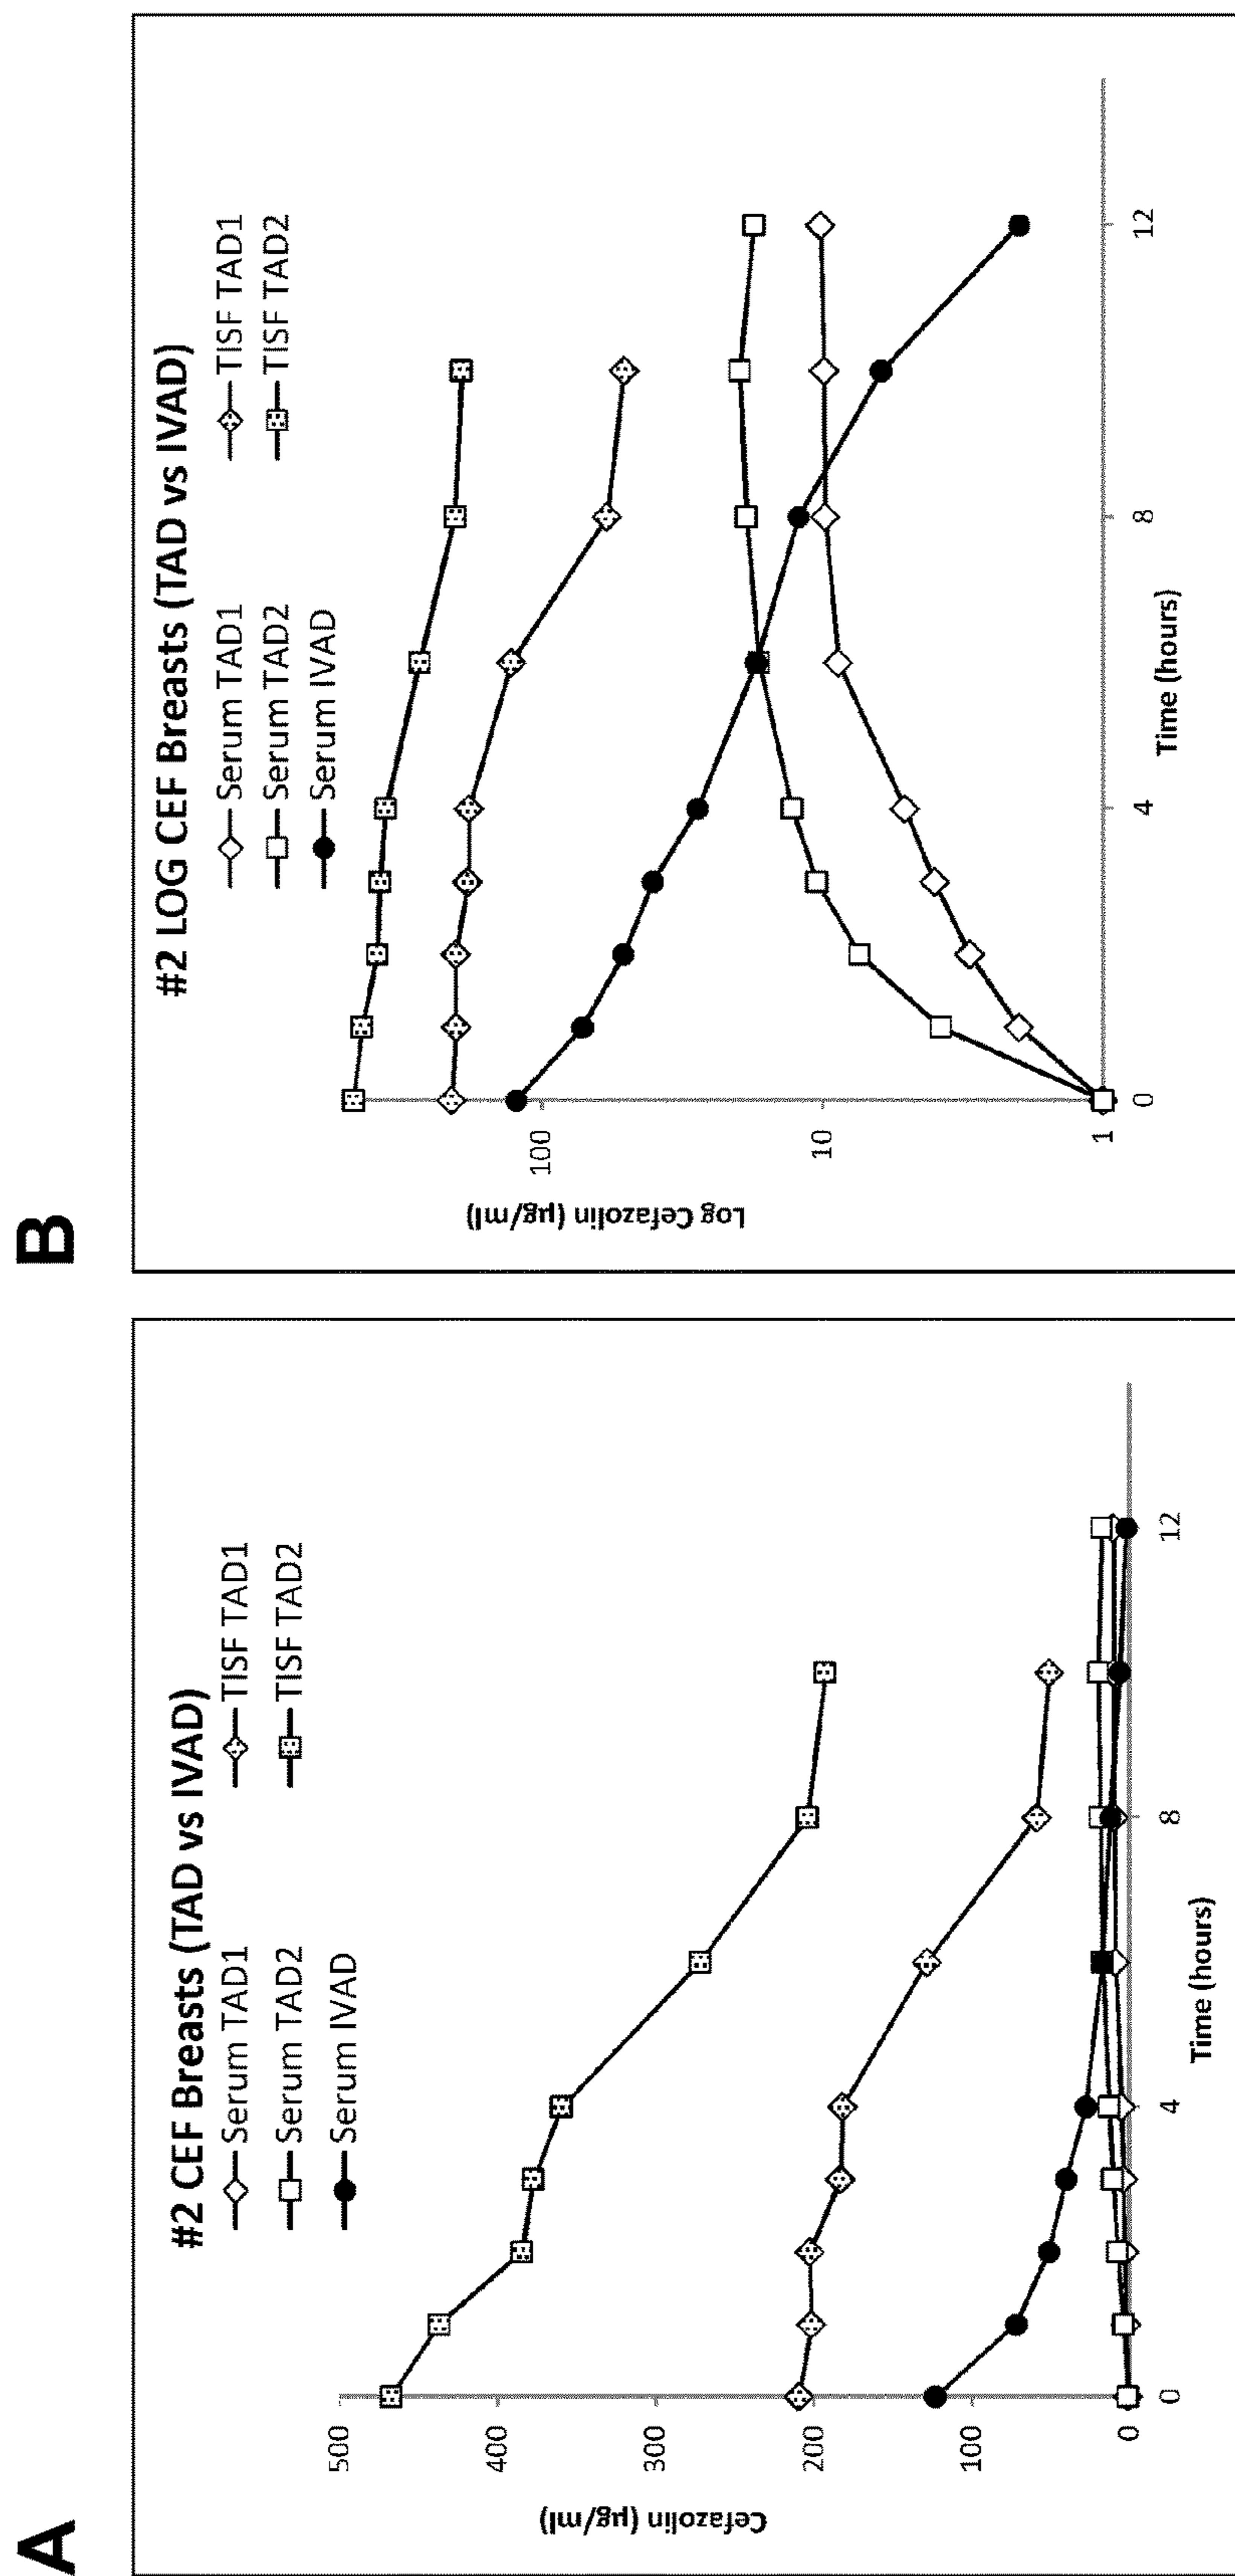 A
#2 CEF Breasts (TAD vs IVAD)
Serum TAD1 TISF TAD1
Serum TAD2 TISF TAD2
Serum IVAD
500
400
300
200
100
0
Cefazolin (µg/ml)
0 4 8 12
Time (hours)
B
#2 LOG CEF Breasts (TAD vs IVAD)
Serum TAD1 TISF TAD1
Serum TAD2 TISF TAD2
Serum IVAD
100
10
1
Log Cefazolin (µg/ml)
0 4 8 12
Time (hours)